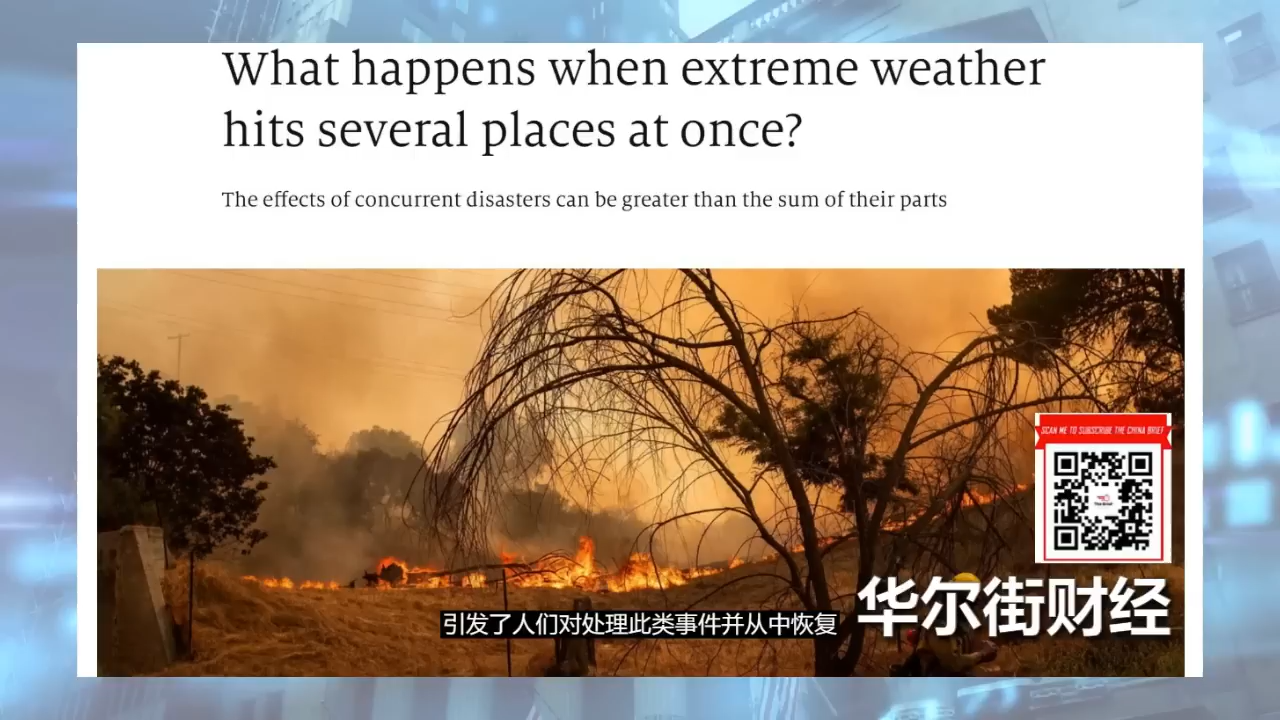 What happens when extreme weather
hits several places at once?
The effects of concurrent disasters can be greater than the sum of their parts
SCAN ME TO SUBSCRIBE THE CHINA BRIEF
华尔街财经
引发了人们对处理此类事件并从中恢复